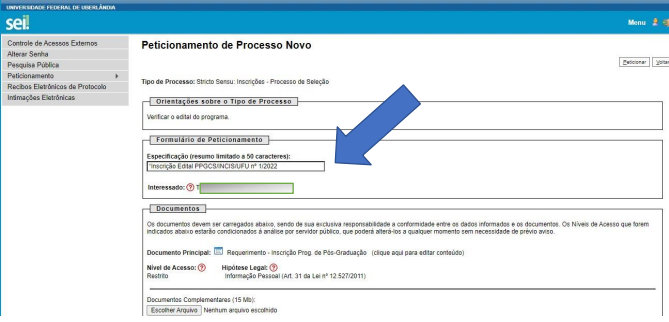 UNIVERSIDADE FEDERAL DE UBERLÂNDIA
sei!
Menu
Controle de Acessos Externos
Alterar Senha
Pesquisa Pública
Peticionamento
Recibos Eletrônicos de Protocolo
Intimações Eletrônicas
Peticionamento de Processo Novo
Peticionar Voltar
Tipo de Processo: Stricto Sensu: Inscrições - Processo de Seleção
Orientações sobre o Tipo de Processo
Verificar o edital do programa.
Formulário de Peticionamento
Especificação (resumo limitado a 50 caracteres):
"Inscrição Edital PPGCS/INCIS/UFU nº 1/2022
Interessado: ? T
Documentos
Os documentos devem ser carregados abaixo, sendo de sua exclusiva responsabilidade a conformidade entre os dados informados e os documentos. Os Níveis de Acesso que forem
indicados abaixo estarão condicionados à análise por servidor público, que poderá alterá-los a qualquer momento sem necessidade de prévio aviso.
Documento Principal: Requerimento - Inscrição Prog. de Pós-Graduação (clique aqui para editar conteúdo)
Nível de Acesso: ? Hipótese Legal: ?
Restrito Informação Pessoal (Art. 31 da Lei nº 12.527/2011)
Documentos Complementares (15 Mb):
Escolher Arquivo Nenhum arquivo escolhido